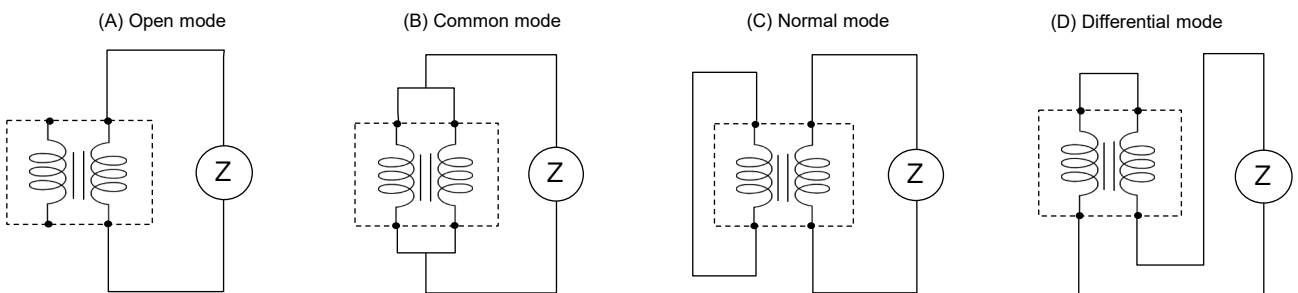 (A) Open mode
(B) Common mode
(C) Normal mode
(D) Differential mode
Z
Z
Z
Z